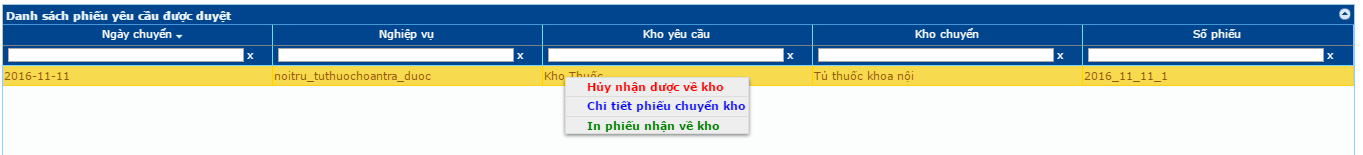 Danh sách phiếu yêu cầu được duyệt
Ngày chuyển Nghiệp vụ Kho yêu cầu Kho chuyển Số phiếu
x x x x x
2016-11-11 noitru_tuthuochoantra_duoc Kho Thuốc Tủ thuốc khoa nội 2016_11_11_1
Hủy nhận dược về kho
Chi tiết phiếu chuyển kho
In phiếu nhận về kho